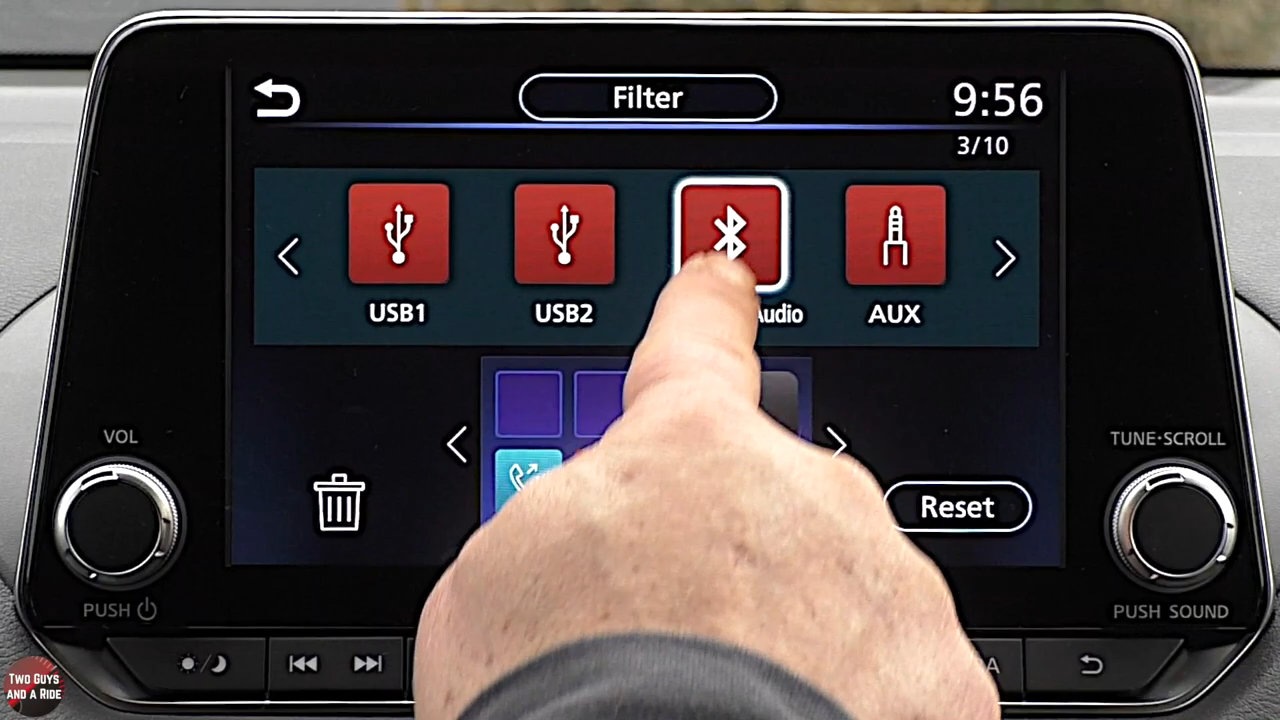 Filter
9:56
3/10
USB1
USB2
Audio
AUX
VOL
TUNE·SCROLL
Reset
PUSH
PUSH SOUND
A
TWO GUYS
AND A RIDE